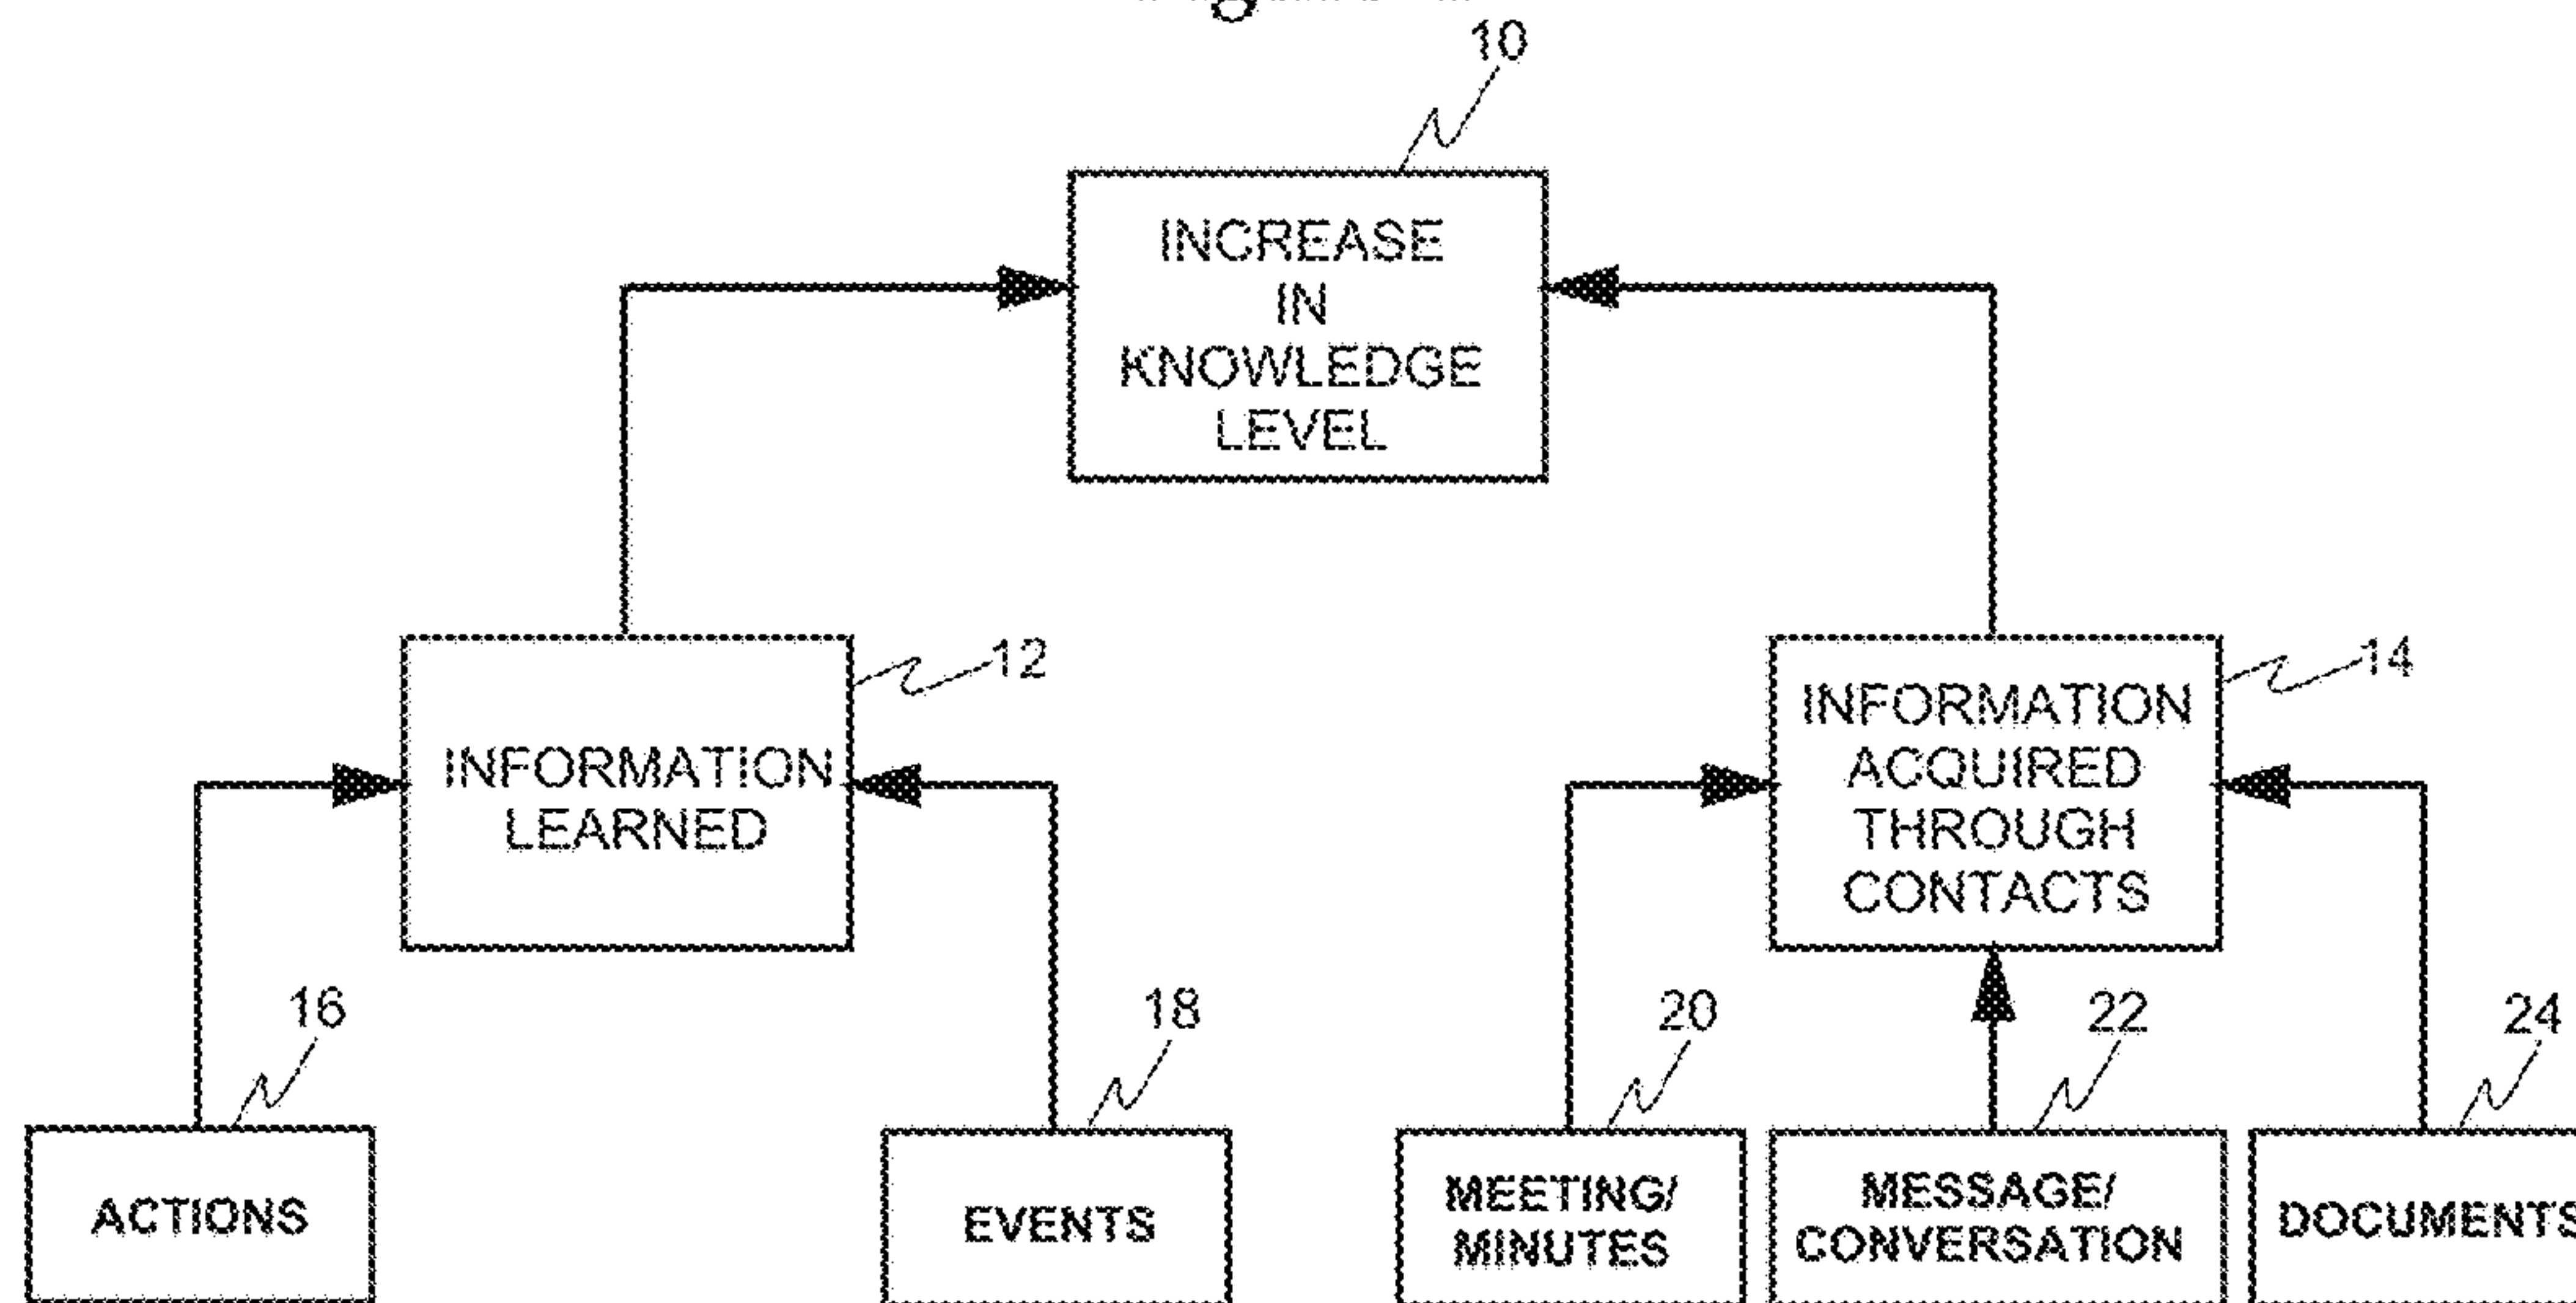 10
INCREASE
IN
KNOWLEDGE
LEVEL
12
INFORMATION
LEARNED
14
INFORMATION
ACQUIRED
THROUGH
CONTACTS
16
18
20
22
24
ACTIONS
EVENTS
MEETING/
MINUTES
MESSAGE/
CONVERSATION
DOCUMENTS